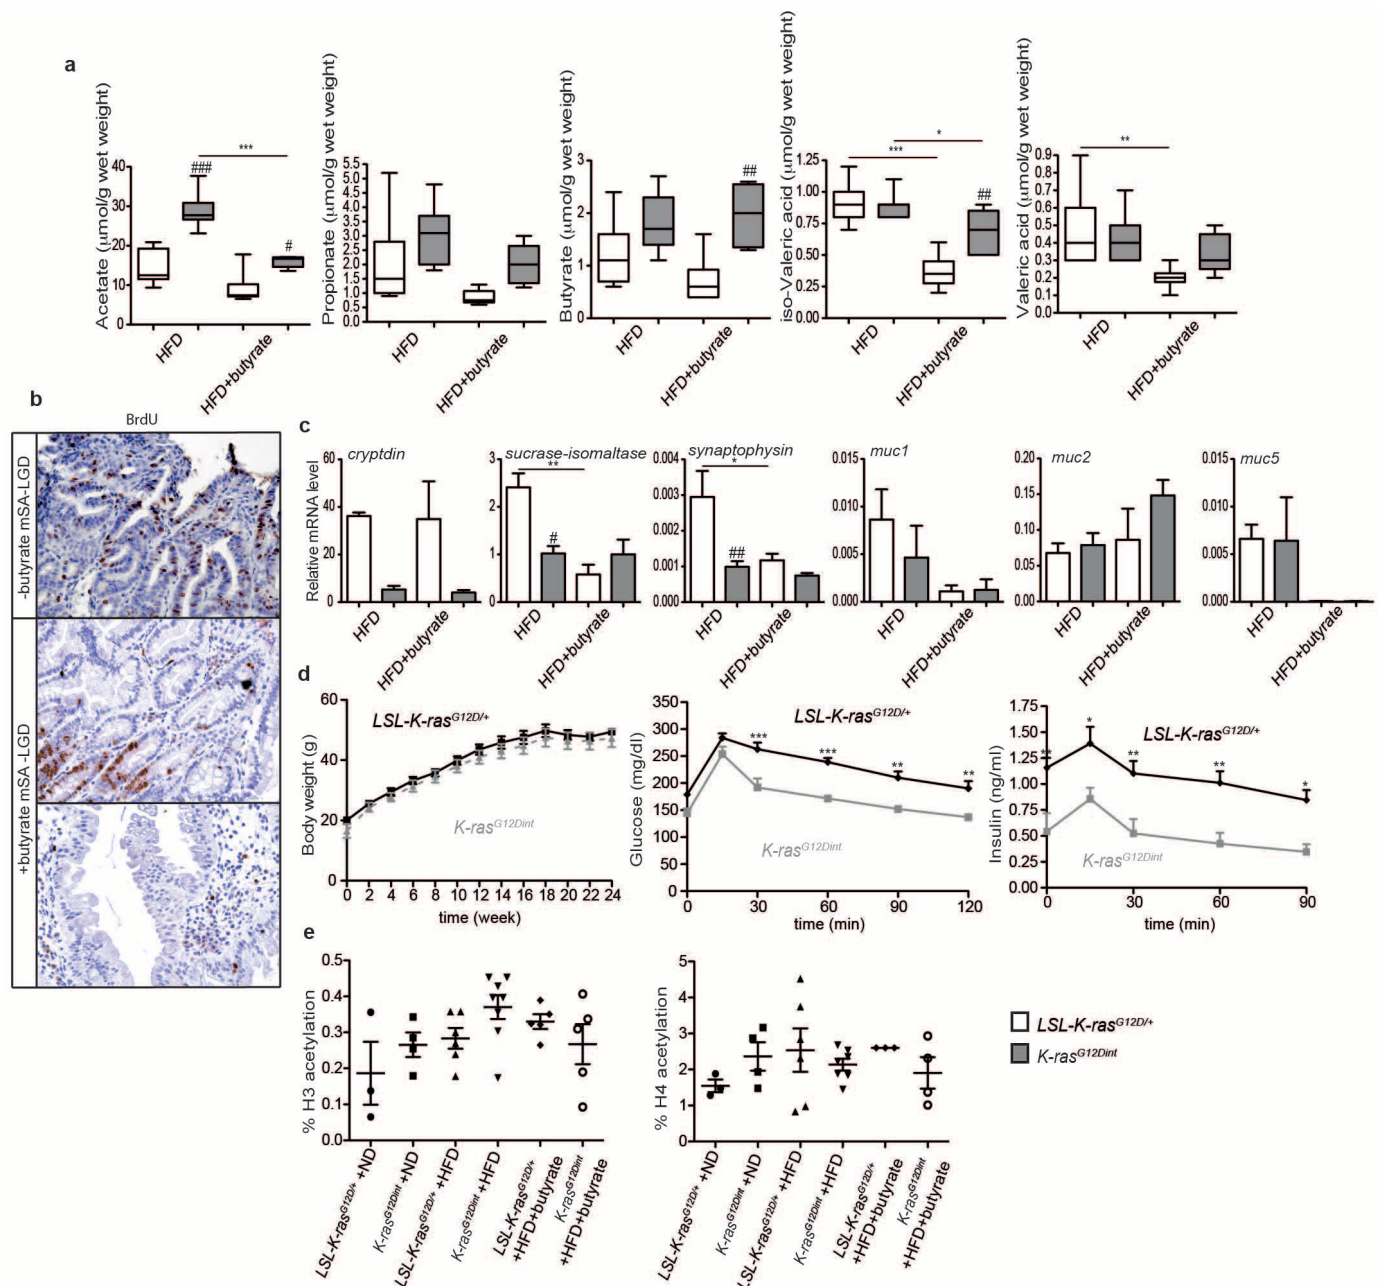 a
Acetate (μmol/g wet weight)
40
30
20
10
0
###
***
#
HFD
HFD+butyrate
Propionate (μmol/g wet weight)
5.5
5.0
4.5
4.0
3.5
3.0
2.5
2.0
1.5
1.0
0.5
0.0
HFD
HFD+butyrate
Butyrate (μmol/g wet weight)
3
2
1
0
##
HFD
HFD+butyrate
iso-Valeric acid (μmol/g wet weight)
1.25
1.00
0.75
0.50
0.25
0.00
***
*
##
HFD
HFD+butyrate
Valeric acid (μmol/g wet weight)
0.9
0.8
0.7
0.6
0.5
0.4
0.3
0.2
0.1
0.0
**
HFD
HFD+butyrate
b
BrdU
-butyrate mSA-LGD
+butyrate mSA -LGD
c
Relative mRNA level
cryptdin
60
40
20
0
HFD
HFD+butyrate
sucrase-isomaltase
3
2
1
0
**
#
HFD
HFD+butyrate
synaptophysin
0.004
0.003
0.002
0.001
0.000
*
##
HFD
HFD+butyrate
muc1
0.015
0.010
0.005
0.000
HFD
HFD+butyrate
muc2
0.20
0.15
0.10
0.05
0.00
HFD
HFD+butyrate
muc5
0.015
0.010
0.005
0.000
HFD
HFD+butyrate
d
Body weight (g)
60
40
20
0
LSL-K-ras^G12D/+
K-ras^G12Dint
0 2 4 6 8 10 12 14 16 18 20 22 24
time (week)
Glucose (mg/dl)
350
300
250
200
150
100
50
0
LSL-K-ras^G12D/+
*** *** ** **
K-ras^G12Dint
0 30 60 90 120
time (min)
Insulin (ng/ml)
1.75
1.50
1.25
1.00
0.75
0.50
0.25
0.00
LSL-K-ras^G12D/+
** * ** ** *
K-ras^G12Dint
0 30 60 90
time (min)
e
% H3 acetylation
0.5
0.4
0.3
0.2
0.1
0.0
LSL-K-ras^G12D/+ +ND
K-ras^G12Dint +ND
LSL-K-ras^G12D/+ +HFD
K-ras^G12Dint +HFD
LSL-K-ras^G12D/+
+HFD+butyrate
K-ras^G12Dint
+HFD+butyrate
% H4 acetylation
5
4
3
2
1
0
LSL-K-ras^G12D/+ +ND
K-ras^G12Dint +ND
LSL-K-ras^G12D/+ +HFD
K-ras^G12Dint +HFD
LSL-K-ras^G12D/+
+HFD+butyrate
K-ras^G12Dint
+HFD+butyrate
LSL-K-ras^G12D/+
K-ras^G12Dint